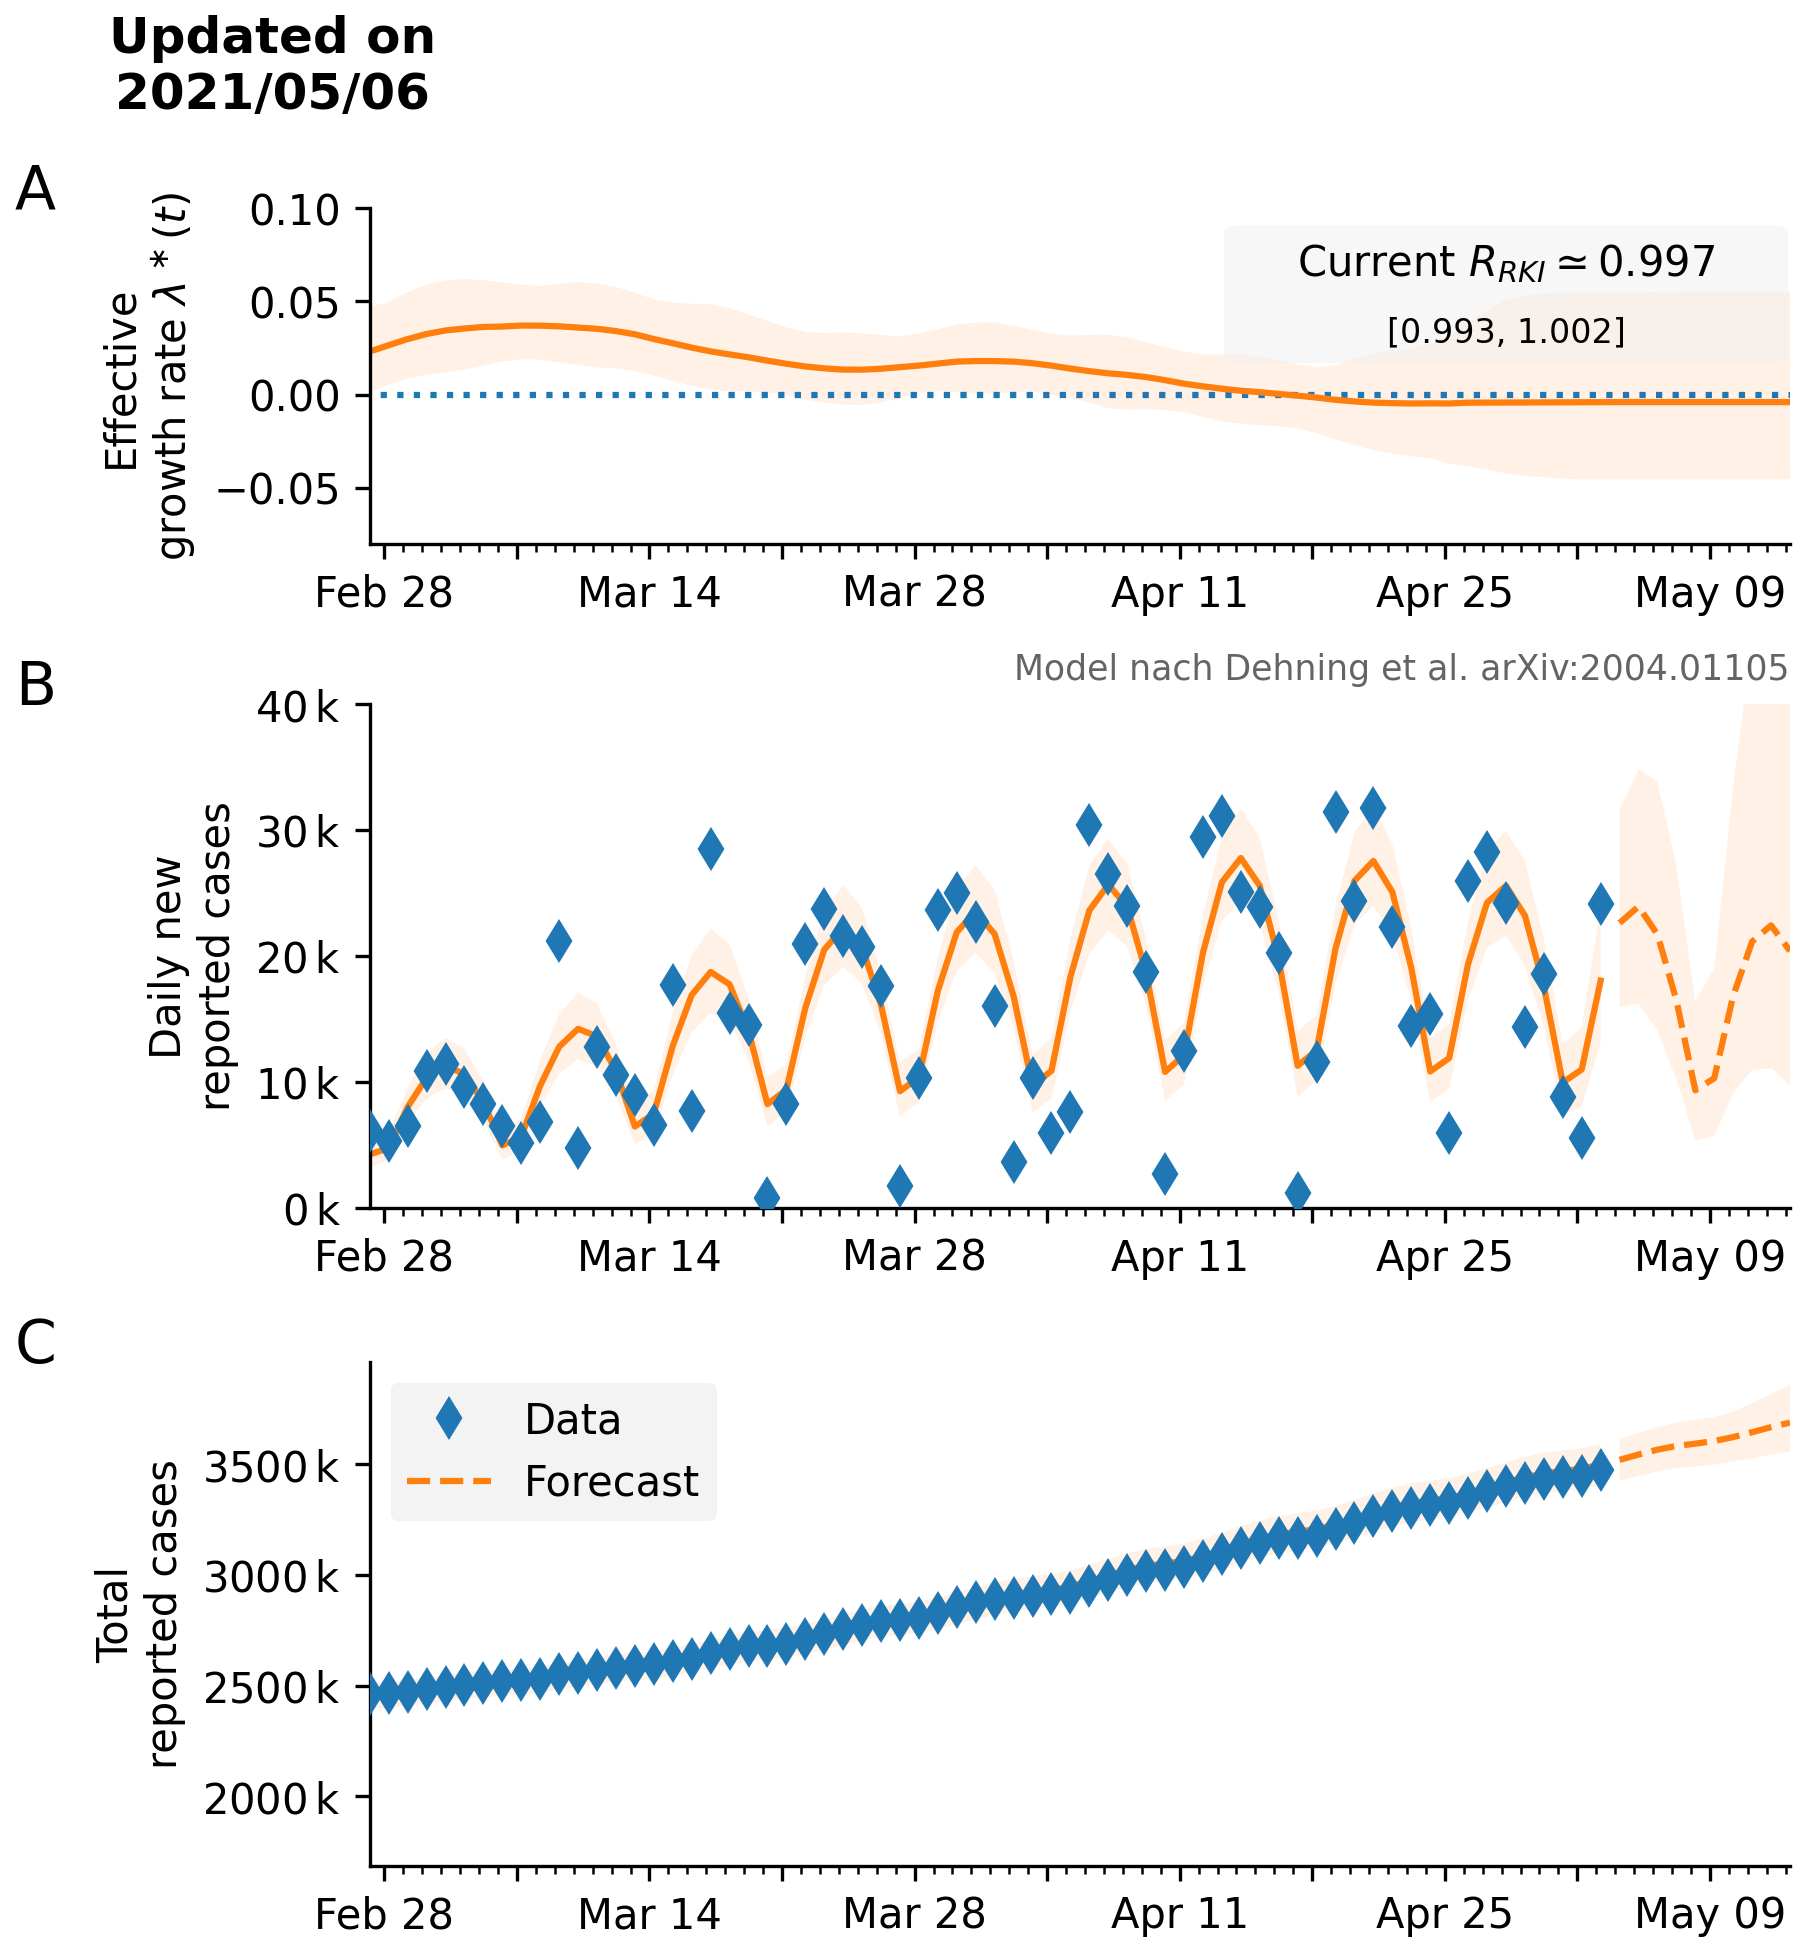 Updated on
2021/05/06
A
Effective
growth rate λ * (t)
0.10
0.05
0.00
−0.05
Current R_RKI ≃ 0.997
[0.993, 1.002]
Feb 28 Mar 14 Mar 28 Apr 11 Apr 25 May 09
Model nach Dehning et al. arXiv:2004.01105
B
Daily new
reported cases
40 k
30 k
20 k
10 k
0 k
Feb 28 Mar 14 Mar 28 Apr 11 Apr 25 May 09
C
Total
reported cases
Data
Forecast
3500 k
3000 k
2500 k
2000 k
Feb 28 Mar 14 Mar 28 Apr 11 Apr 25 May 09